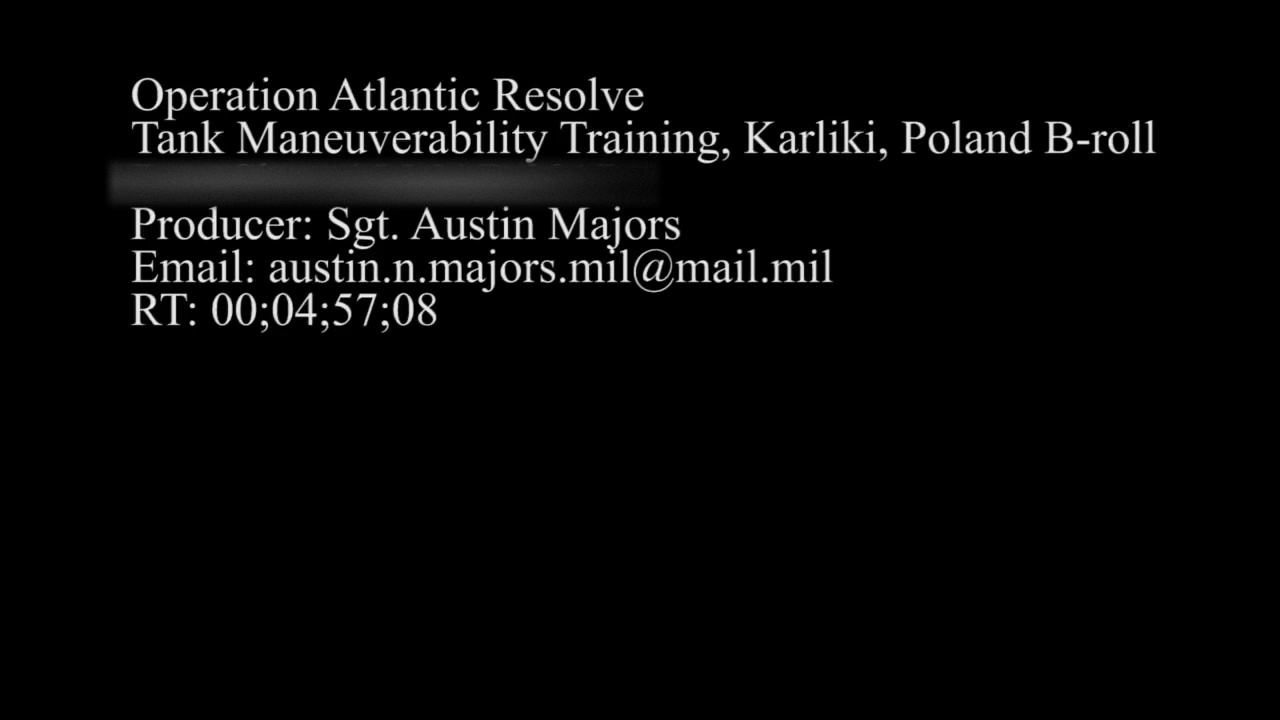 Operation Atlantic Resolve
Tank Maneuverability Training, Karliki, Poland B-roll
Producer: Sgt. Austin Majors
Email: austin.n.majors.mil@mail.mil
RT: 00;04;57;08